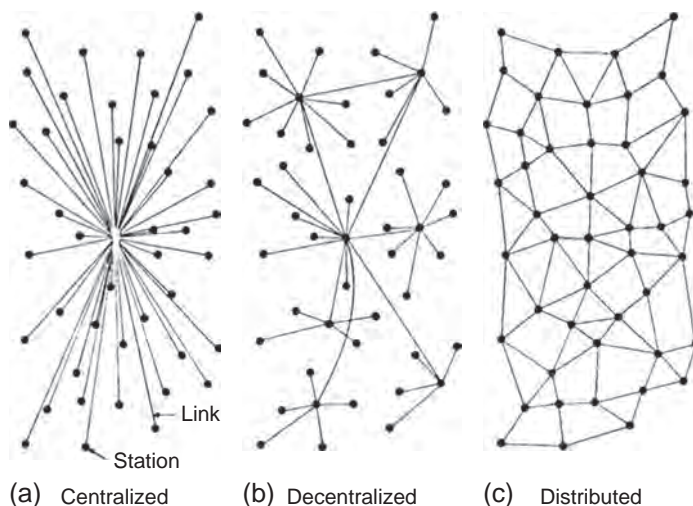 Link
Station
(a) Centralized
(b) Decentralized
(c) Distributed